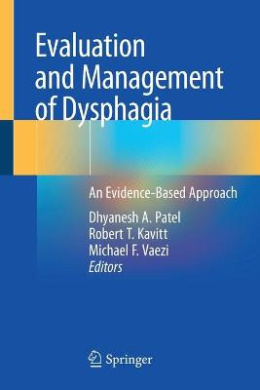 Evaluation
and Management
of Dysphagia
An Evidence-Based Approach
Dhyanesh A. Patel
Robert T. Kavitt
Michael F. Vaezi
Editors
Springer